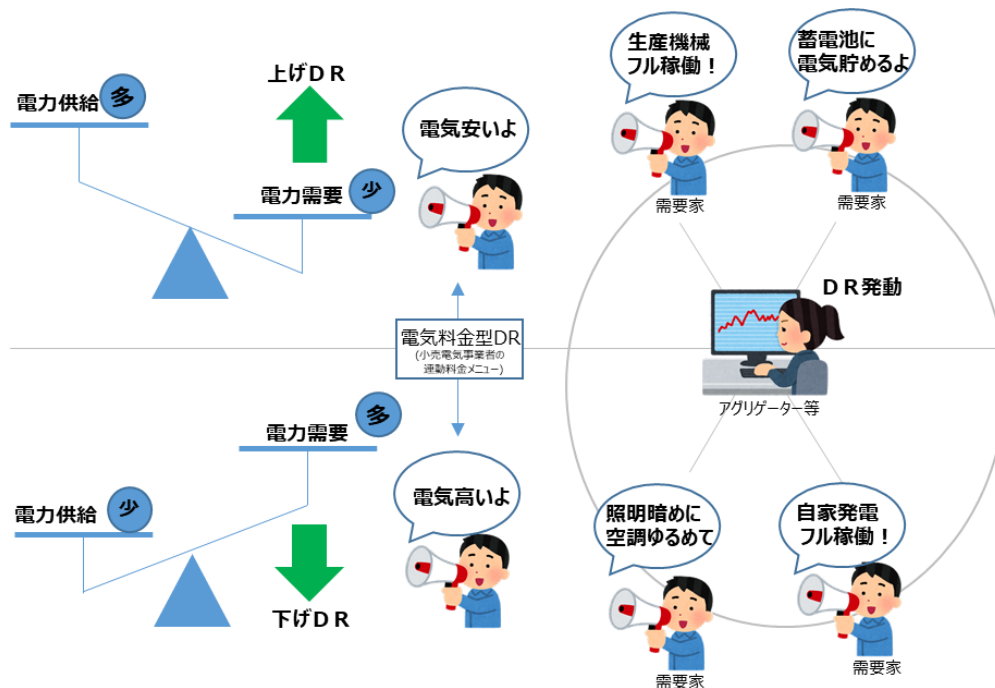 上げＤＲ
電力供給
多
電力需要
少
電気安いよ
生産機械
フル稼働！
需要家
蓄電池に
電気貯めるよ
需要家
ＤＲ発動
アグリゲーター等
電気料金型DR
(小売電気事業者の
連動料金メニュー)
電力需要
多
電力供給
少
下げＤＲ
電気高いよ
照明暗めに
空調ゆるめて
需要家
自家発電
フル稼働！
需要家